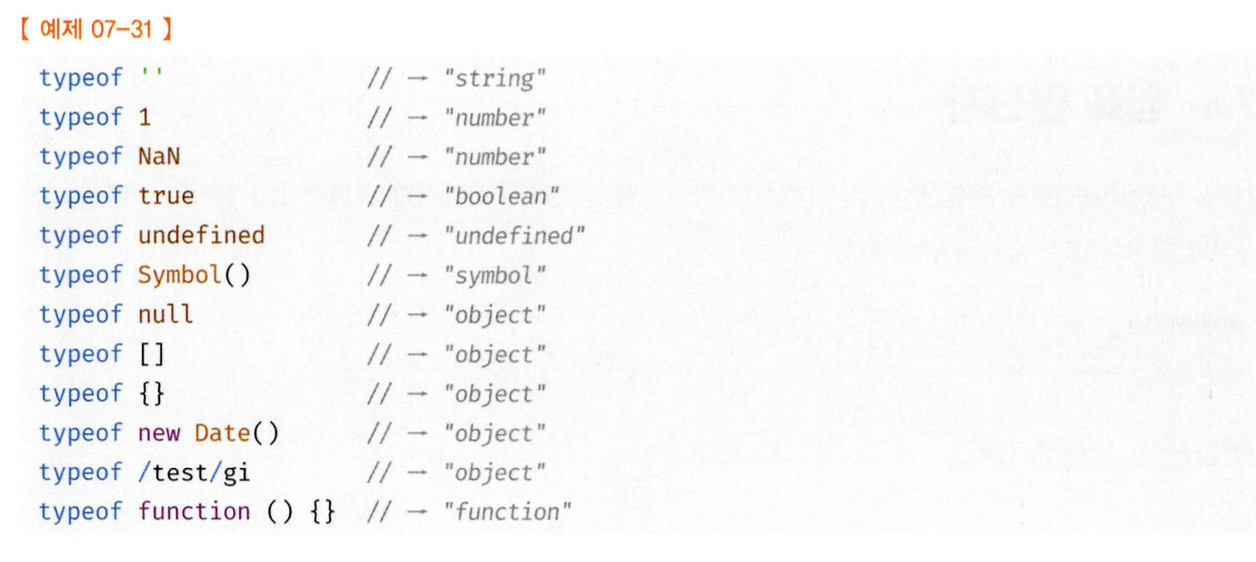 【 예제 07-31 】
typeof '' // → "string"
typeof 1 // → "number"
typeof NaN // → "number"
typeof true // → "boolean"
typeof undefined // → "undefined"
typeof Symbol() // → "symbol"
typeof null // → "object"
typeof [] // → "object"
typeof {} // → "object"
typeof new Date() // → "object"
typeof /test/gi // → "object"
typeof function () {} // → "function"